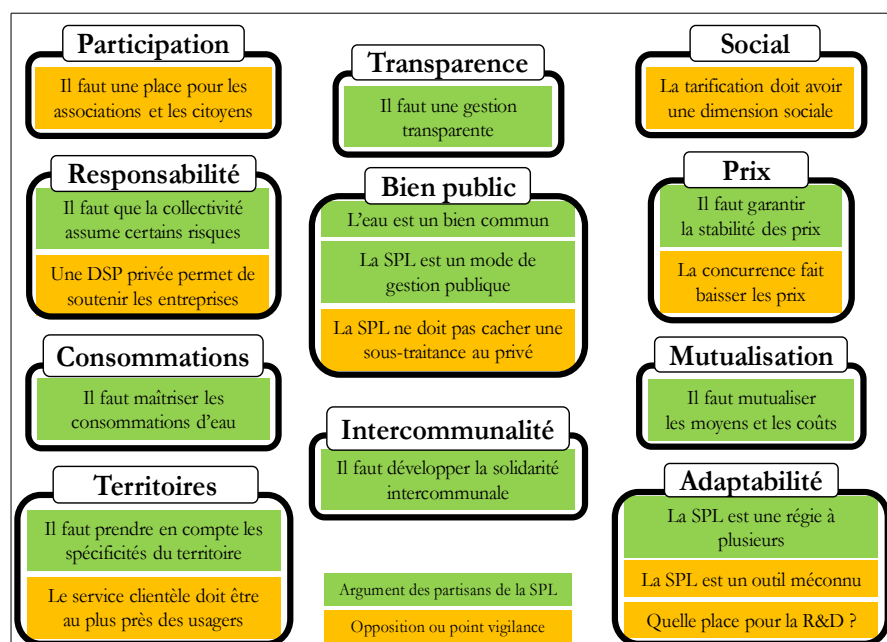 Participation
Il faut une place pour les
associations et les citoyens
Transparence
Il faut une gestion
transparente
Social
La tarification doit avoir
une dimension sociale
Responsabilité
Il faut que la collectivité
assume certains risques
Une DSP privée permet de
soutenir les entreprises
Bien public
L'eau est un bien commun
La SPL est un mode de
gestion publique
La SPL ne doit pas cacher une
sous-traitance au privé
Prix
Il faut garantir
la stabilité des prix
La concurrence fait
baisser les prix
Consommations
Il faut maîtriser les
consommations d'eau
Intercommunalité
Il faut développer la solidarité
intercommunale
Mutualisation
Il faut mutualiser
les moyens et les coûts
Territoires
Il faut prendre en compte les
spécificités du territoire
Le service clientèle doit être
au plus près des usagers
Adaptabilité
La SPL est une régie à
plusieurs
La SPL est un outil méconnu
Quelle place pour la R&D ?
Argument des partisans de la SPL
Opposition ou point vigilance